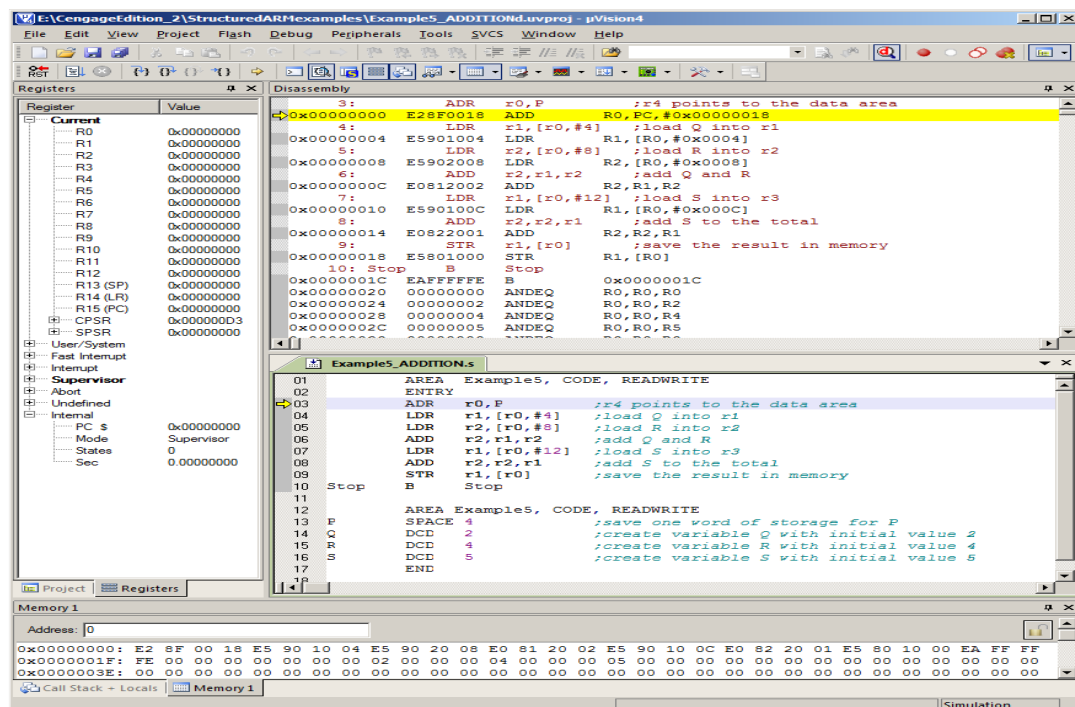 E:\CengageEdition_2\StructuredARMexamples\Example5_ADDITIONd.uvproj - µVision4
File Edit View Project Flash Debug Peripherals Tools SVCS Window Help
RST
Registers
Register Value
Current
R0 0x00000000
R1 0x00000000
R2 0x00000000
R3 0x00000000
R4 0x00000000
R5 0x00000000
R6 0x00000000
R7 0x00000000
R8 0x00000000
R9 0x00000000
R10 0x00000000
R11 0x00000000
R12 0x00000000
R13 (SP) 0x00000000
R14 (LR) 0x00000000
R15 (PC) 0x00000000
CPSR 0x000000D3
SPSR 0x00000000
User/System
Fast Interrupt
Interrupt
Supervisor
Abort
Undefined
Internal
PC $ 0x00000000
Mode Supervisor
States 0
Sec 0.00000000
Project Registers
Disassembly
3: ADR r0,P ;r4 points to the data area
0x00000000 E28F0018 ADD R0,PC,#0x00000018
4: LDR r1,[r0,#4] ;load Q into r1
0x00000004 E5901004 LDR R1,[R0,#0x0004]
5: LDR r2,[r0,#8] ;load R into r2
0x00000008 E5902008 LDR R2,[R0,#0x0008]
6: ADD r2,r1,r2 ;add Q and R
0x0000000C E0812002 ADD R2,R1,R2
7: LDR r1,[r0,#12] ;load S into r3
0x00000010 E590100C LDR R1,[R0,#0x000C]
8: ADD r2,r2,r1 ;add S to the total
0x00000014 E0822001 ADD R2,R2,R1
9: STR r1,[r0] ;save the result in memory
0x00000018 E5801000 STR R1,[R0]
10: Stop B Stop
0x0000001C EAFFFFFE B 0x0000001C
0x00000020 00000000 ANDEQ R0,R0,R0
0x00000024 00000002 ANDEQ R0,R0,R2
0x00000028 00000004 ANDEQ R0,R0,R4
0x0000002C 00000005 ANDEQ R0,R0,R5
Example5_ADDITION.s
01 AREA Example5, CODE, READWRITE
02 ENTRY
03 ADR r0,P ;r4 points to the data area
04 LDR r1,[r0,#4] ;load Q into r1
05 LDR r2,[r0,#8] ;load R into r2
06 ADD r2,r1,r2 ;add Q and R
07 LDR r1,[r0,#12] ;load S into r3
08 ADD r2,r2,r1 ;add S to the total
09 STR r1,[r0] ;save the result in memory
10 Stop B Stop
11
12 AREA Example5, CODE, READWRITE
13 P SPACE 4 ;save one word of storage for P
14 Q DCD 2 ;create variable Q with initial value 2
15 R DCD 4 ;create variable R with initial value 4
16 S DCD 5 ;create variable S with initial value 5
17 END
18
Memory 1
Address: 0
0x00000000: E2 8F 00 18 E5 90 10 04 E5 90 20 08 E0 81 20 02 E5 90 10 0C E0 82 20 01 E5 80 10 00 EA FF FF
0x0000001F: FE 00 00 00 00 00 00 00 02 00 00 00 04 00 00 00 05 00 00 00 00 00 00 00 00 00 00 00 00 00 00
0x0000003E: 00 00 00 00 00 00 00 00 00 00 00 00 00 00 00 00 00 00 00 00 00 00 00 00 00 00 00 00 00 00 00
Call Stack + Locals Memory 1
Simulation